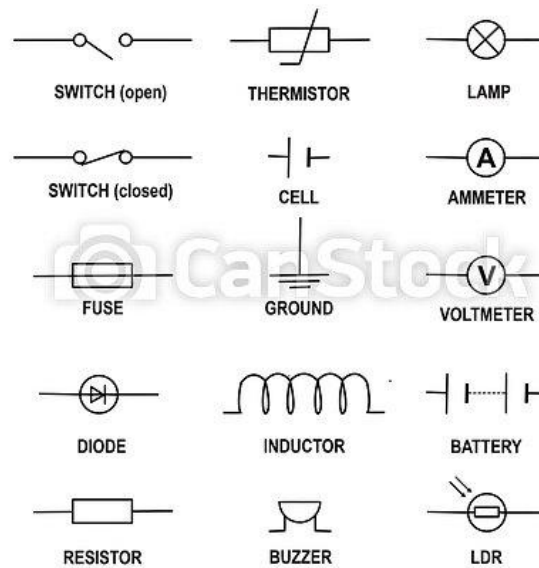 SWITCH (open)
THERMISTOR
LAMP
SWITCH (closed)
CELL
A
AMMETER
CanStock
FUSE
GROUND
V
VOLTMETER
DIODE
INDUCTOR
BATTERY
RESISTOR
BUZZER
LDR